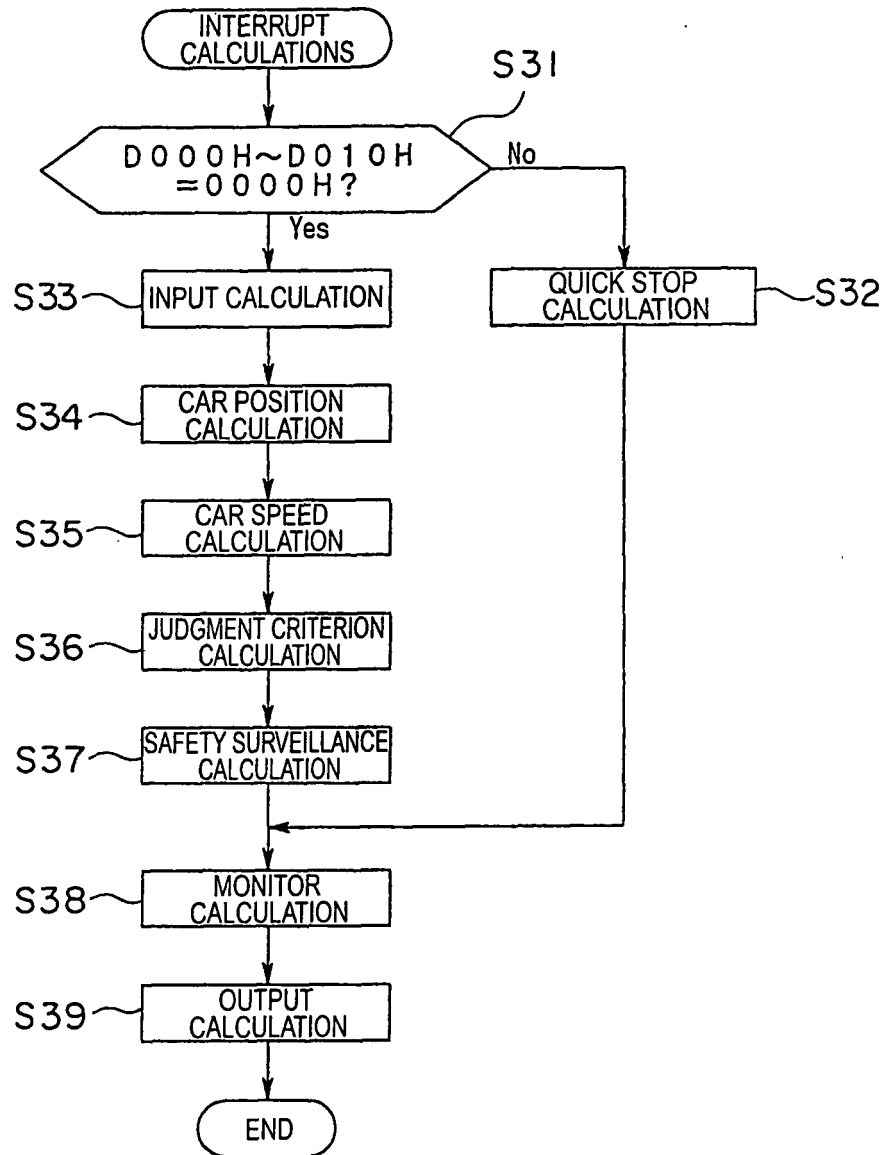 INTERRUPT
CALCULATIONS
S31
D000H~D010H
=0000H?
No
Yes
S33
INPUT CALCULATION
QUICK STOP
CALCULATION
S32
S34
CAR POSITION
CALCULATION
S35
CAR SPEED
CALCULATION
S36
JUDGMENT CRITERION
CALCULATION
S37
SAFETY SURVEILLANCE
CALCULATION
S38
MONITOR
CALCULATION
S39
OUTPUT
CALCULATION
END